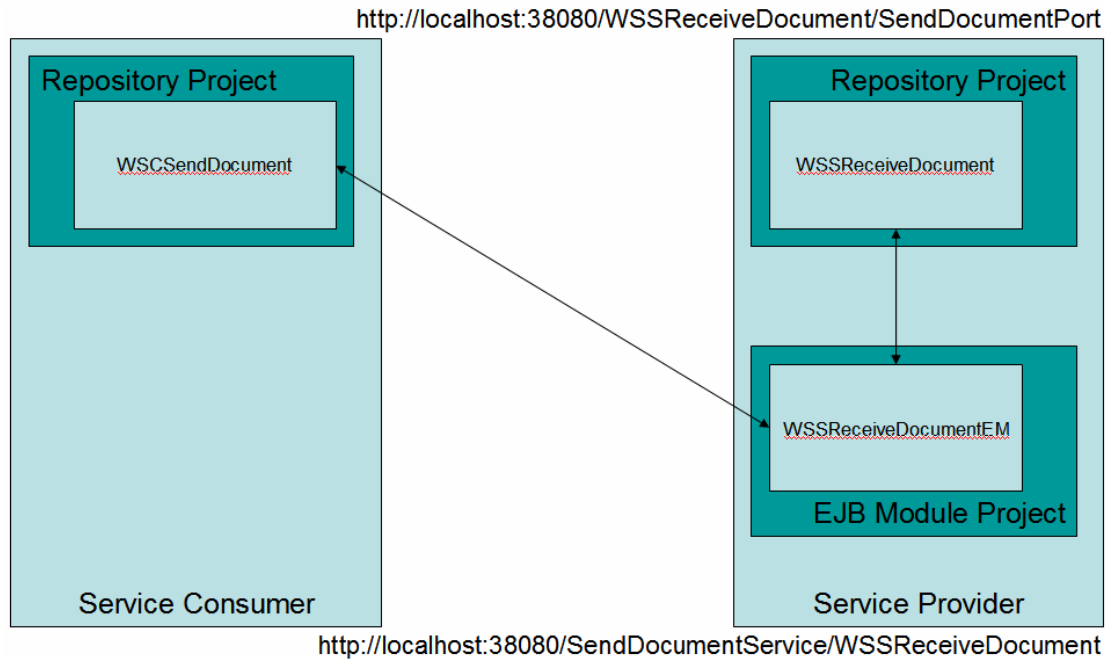 http://localhost:38080/WSSReceiveDocument/SendDocumentPort
Repository Project
WSCSendDocument
Service Consumer
Repository Project
WSSReceiveDocument
WSSReceiveDocumentEM
EJB Module Project
Service Provider
http://localhost:38080/SendDocumentService/WSSReceiveDocument